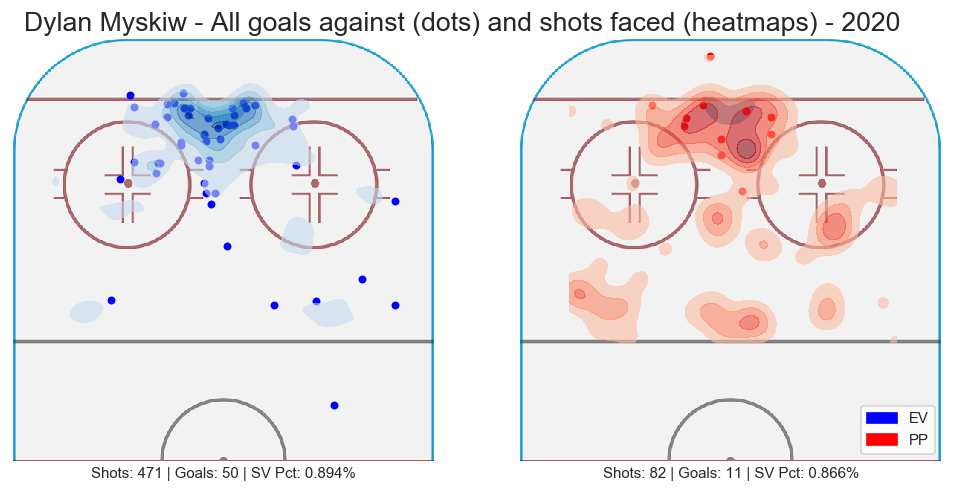 Dylan Myskiw - All goals against (dots) and shots faced (heatmaps) - 2020
EV
PP
Shots: 471 | Goals: 50 | SV Pct: 0.894%
Shots: 82 | Goals: 11 | SV Pct: 0.866%